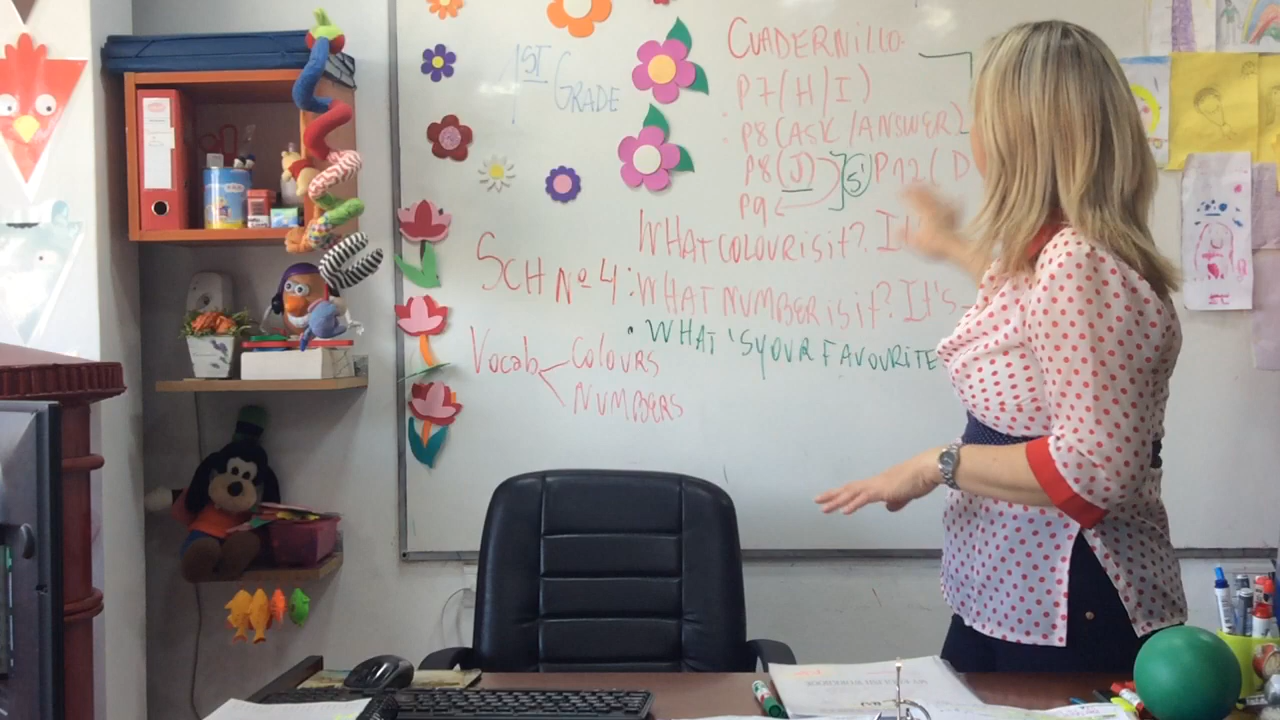 1ST
GRADE
CUADERNILLO
P7(H/I)
P8(ASK/ANSWER)
P8(J) 5' P12(D
P9
WHAT COLOUR is it? It's
SCH Nº 4: WHAT NUMBER is it? It's
WHAT'S YOUR FAVOURITE
Vocab COLOURS
NUMBERS